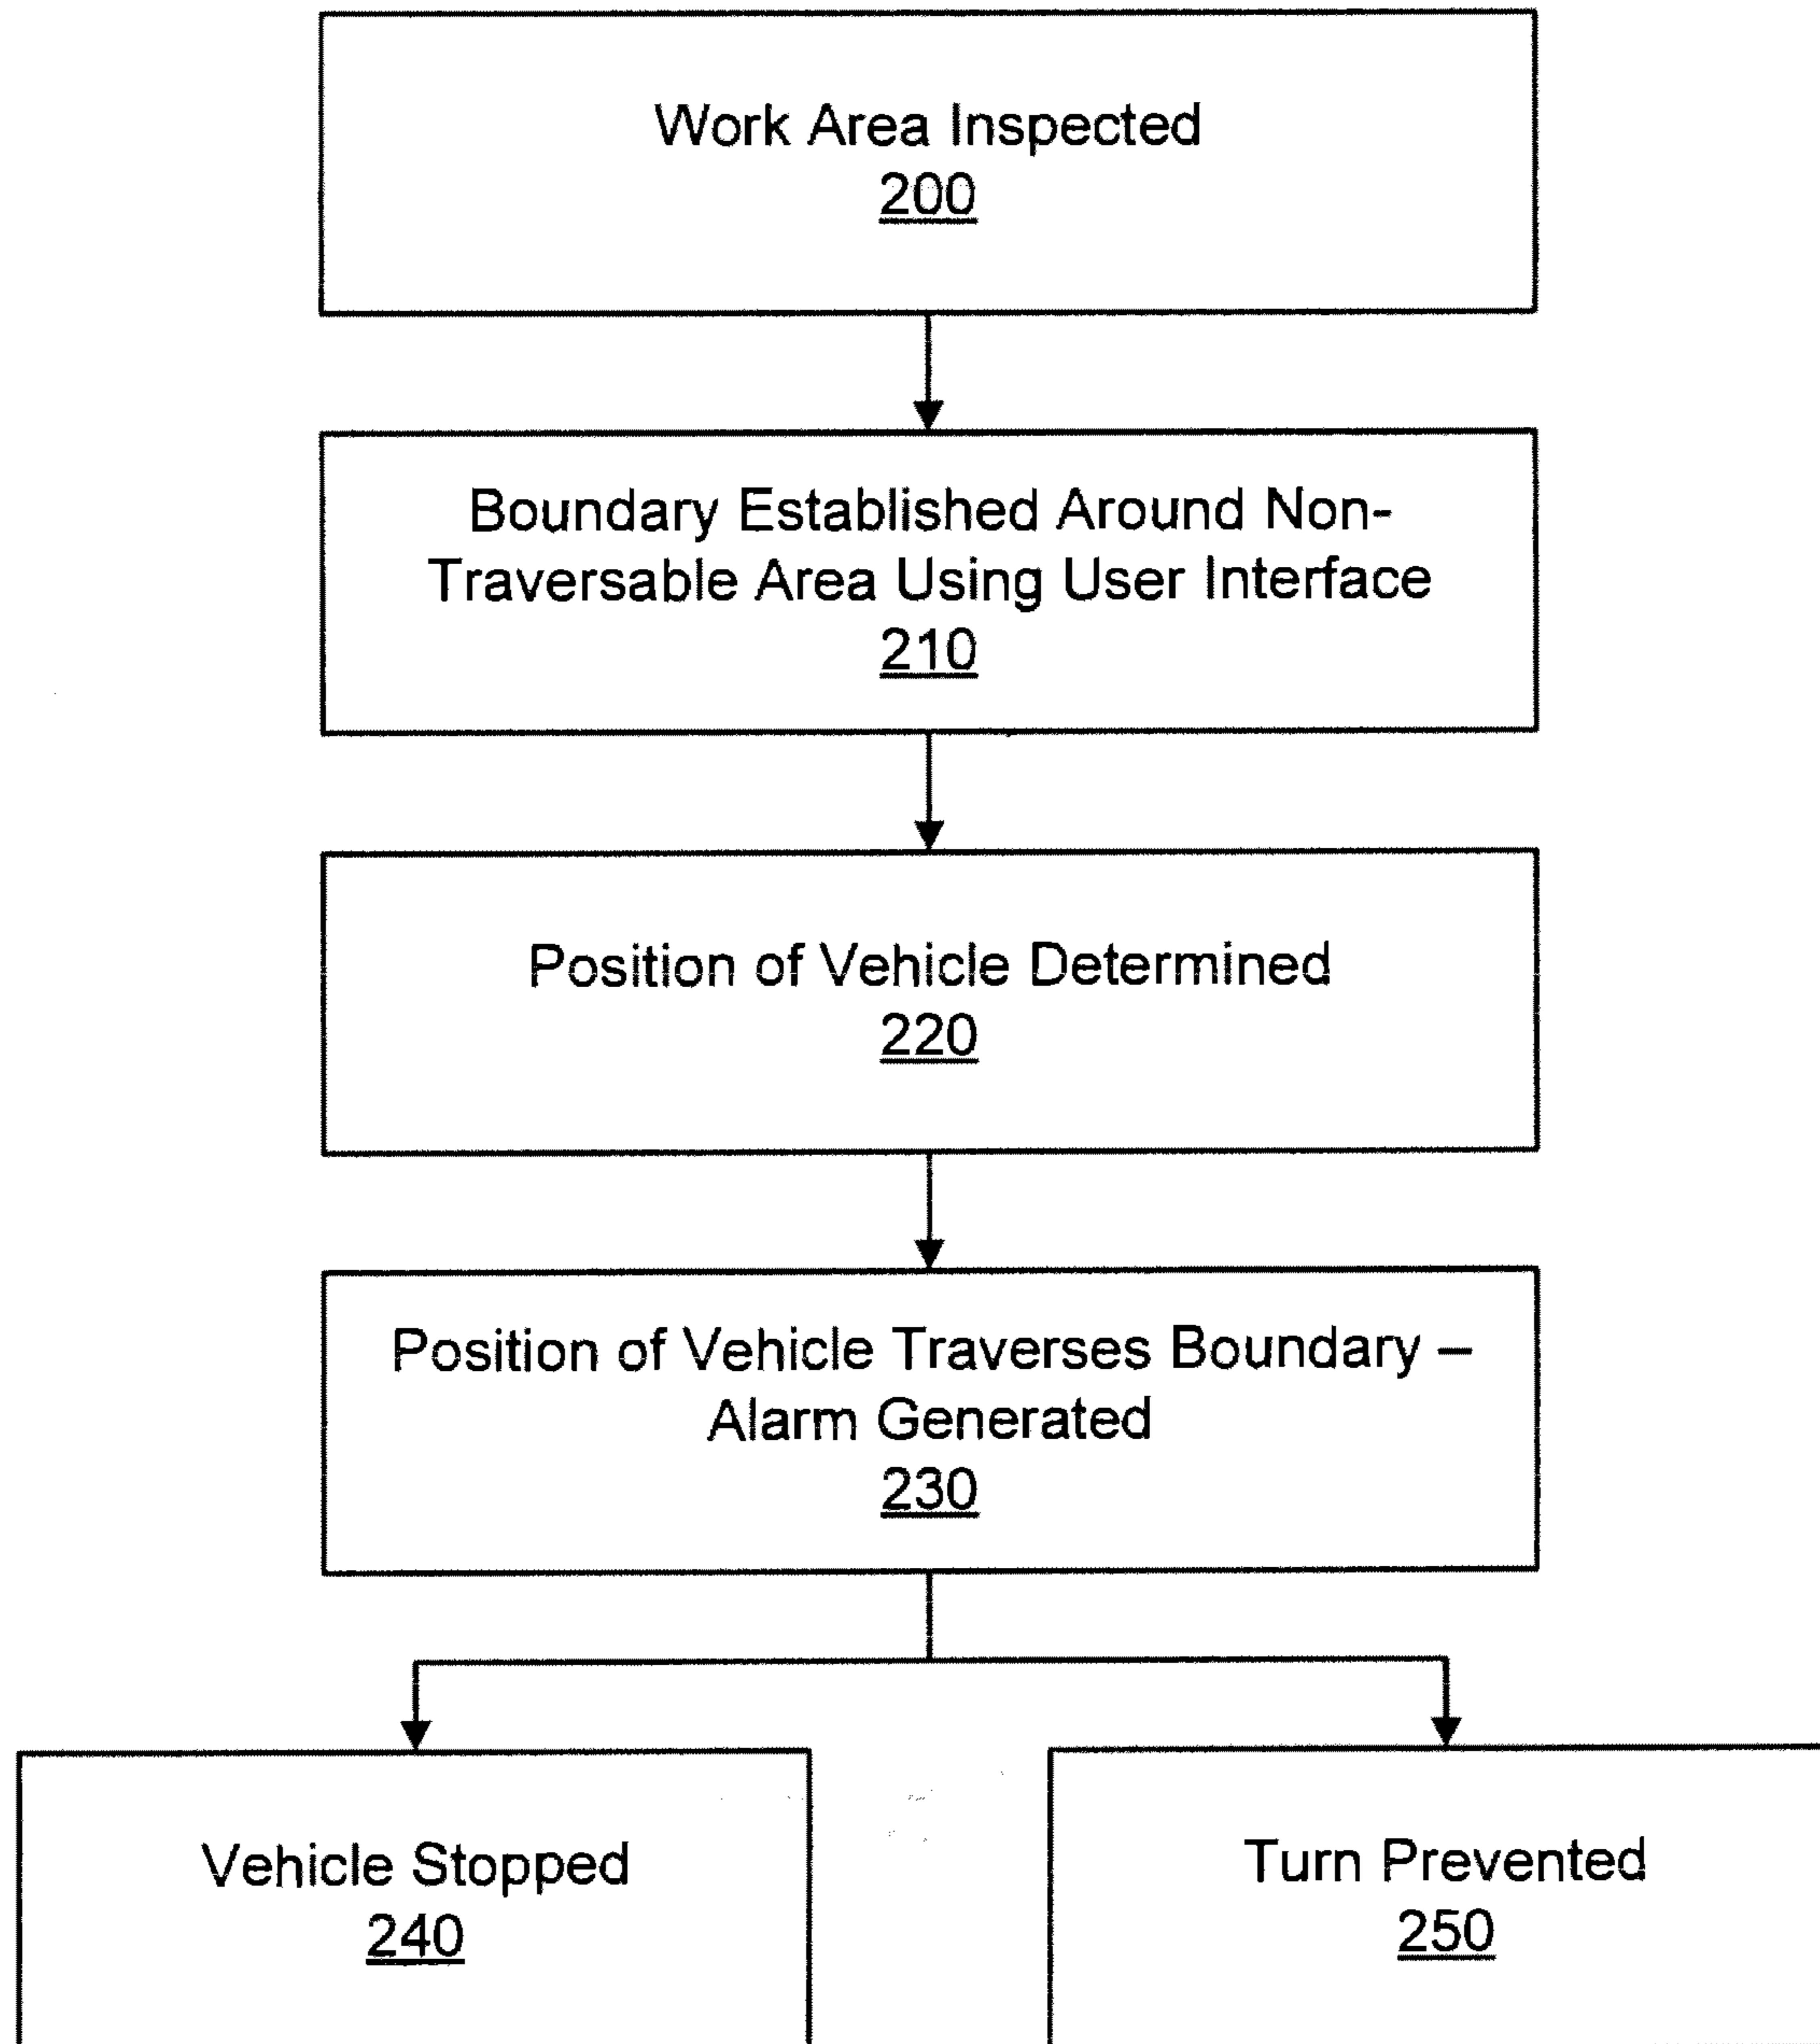 Work Area Inspected
200
Boundary Established Around Non-
Traversable Area Using User Interface
210
Position of Vehicle Determined
220
Position of Vehicle Traverses Boundary –
Alarm Generated
230
Vehicle Stopped
240
Turn Prevented
250